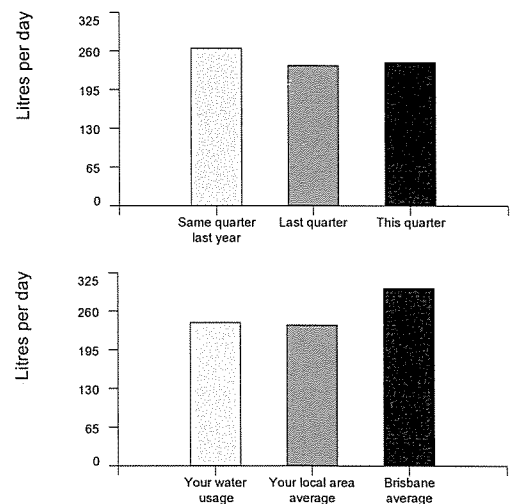 Litres per day
325
260
195
130
65
0
Same quarter
last year
Last quarter
This quarter
Litres per day
325
260
195
130
65
0
Your water
usage
Your local area
average
Brisbane
average